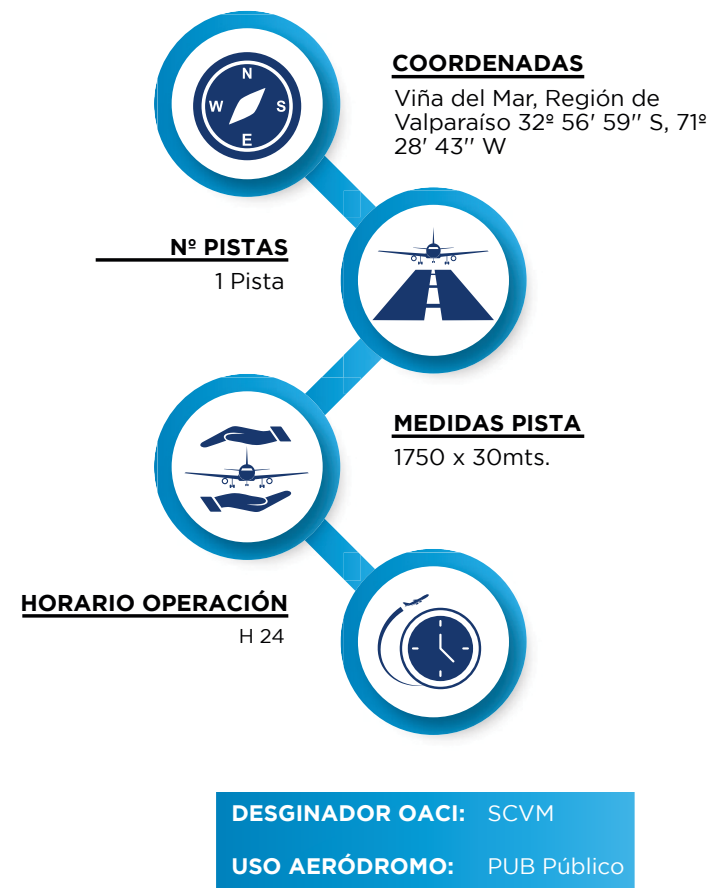 N
W S
E
COORDENADAS
Viña del Mar, Región de
Valparaíso 32º 56' 59'' S, 71º
28' 43'' W
Nº PISTAS
1 Pista
MEDIDAS PISTA
1750 x 30mts.
HORARIO OPERACIÓN
H 24
DESGINADOR OACI: SCVM
USO AERÓDROMO: PUB Público